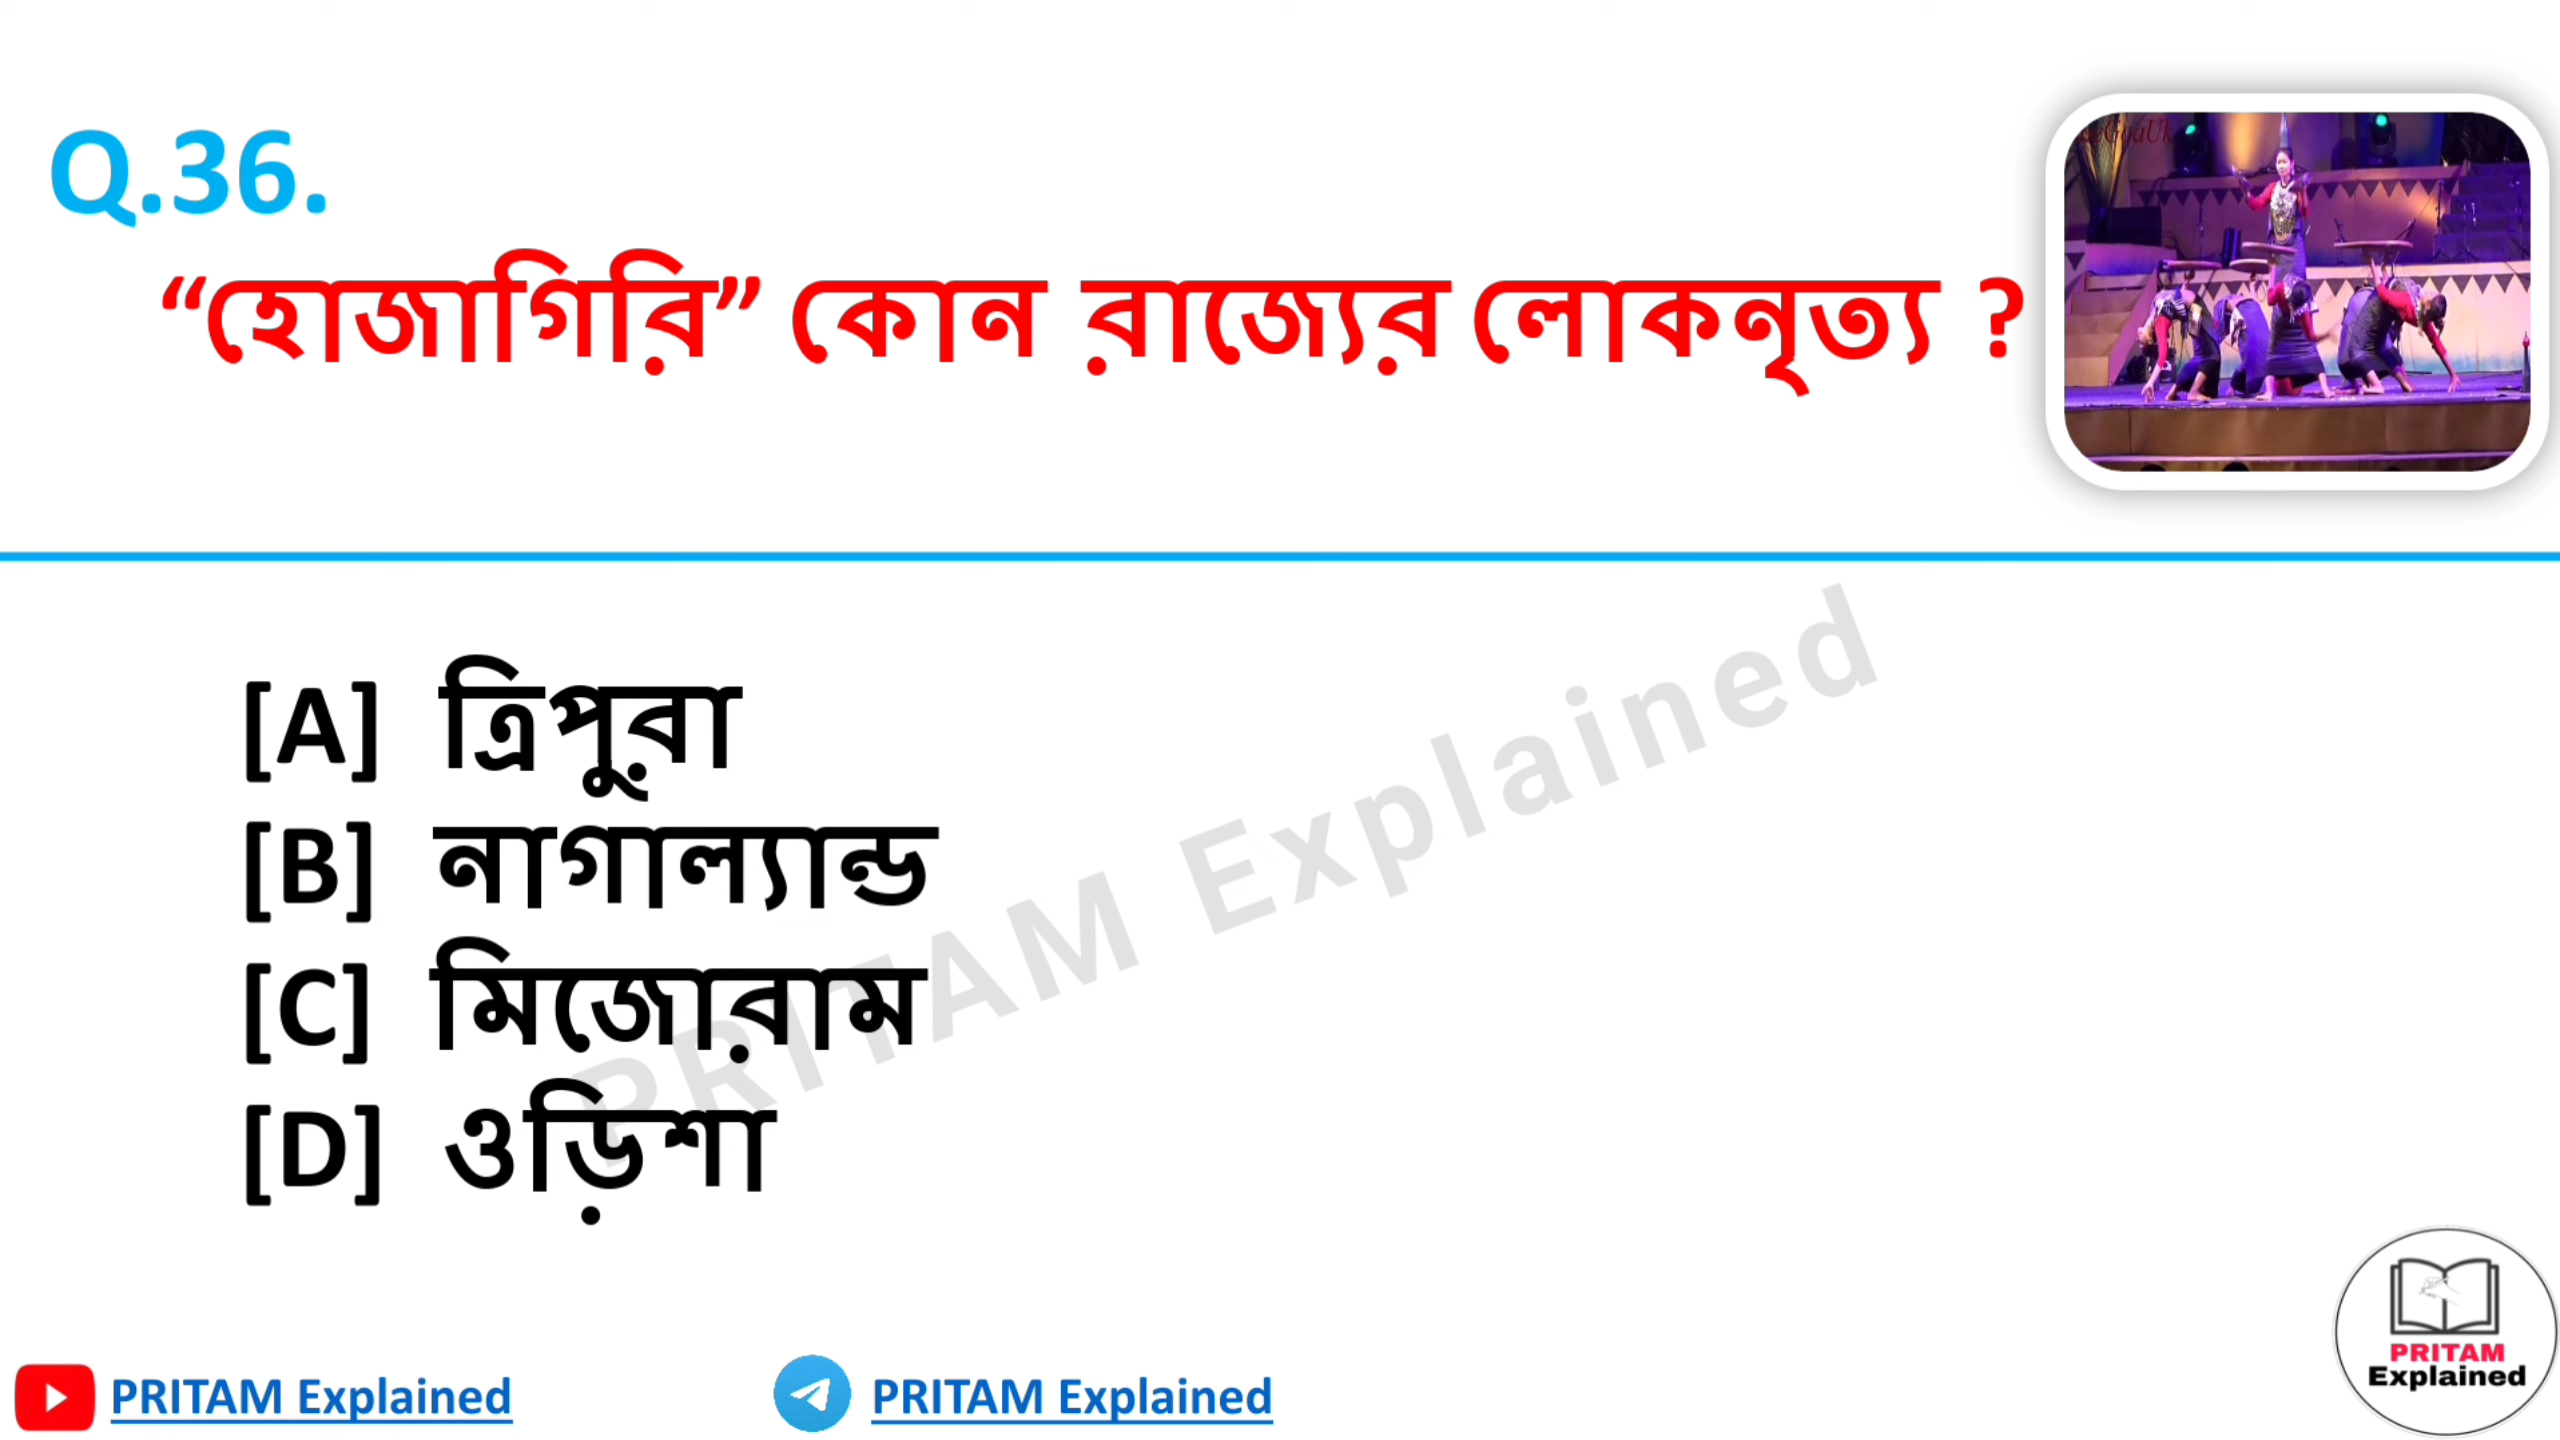 Q.36.
“হোজাগিরি” কোন রাজ্যের লোকনৃত্য ?
[A] ত্রিপুরা
[B] নাগাল্যান্ড
[C] মিজোরাম
[D] ওড়িশা
PRITAM Explained
PRITAM Explained
PRITAM Explained
PRITAM
Explained